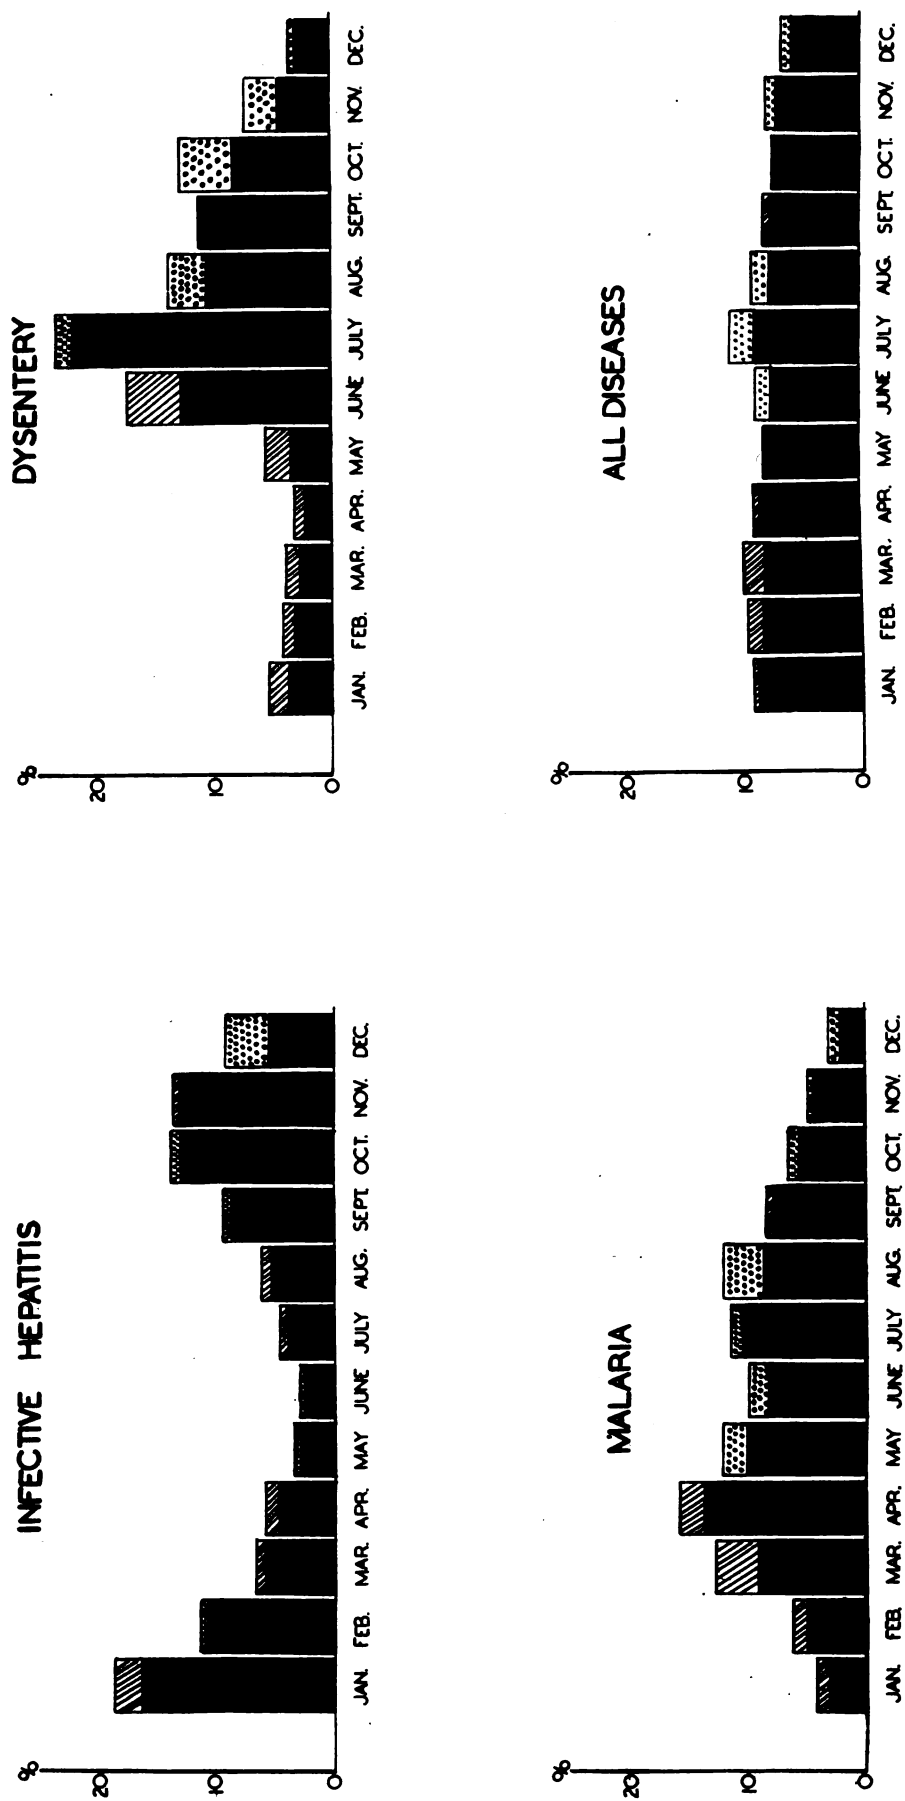 INFECTIVE HEPATITIS
%
20
10
0
JAN. FEB. MAR. APR. MAY JUNE JULY AUG. SEPT. OCT. NOV. DEC.
DYSENTERY
%
20
10
0
JAN. FEB. MAR. APR. MAY JUNE JULY AUG. SEPT. OCT. NOV. DEC.
MALARIA
%
20
10
0
JAN. FEB. MAR. APR. MAY JUNE JULY AUG. SEPT. OCT. NOV. DEC.
ALL DISEASES
%
20
10
0
JAN. FEB. MAR. APR. MAY JUNE JULY AUG. SEPT. OCT. NOV. DEC.